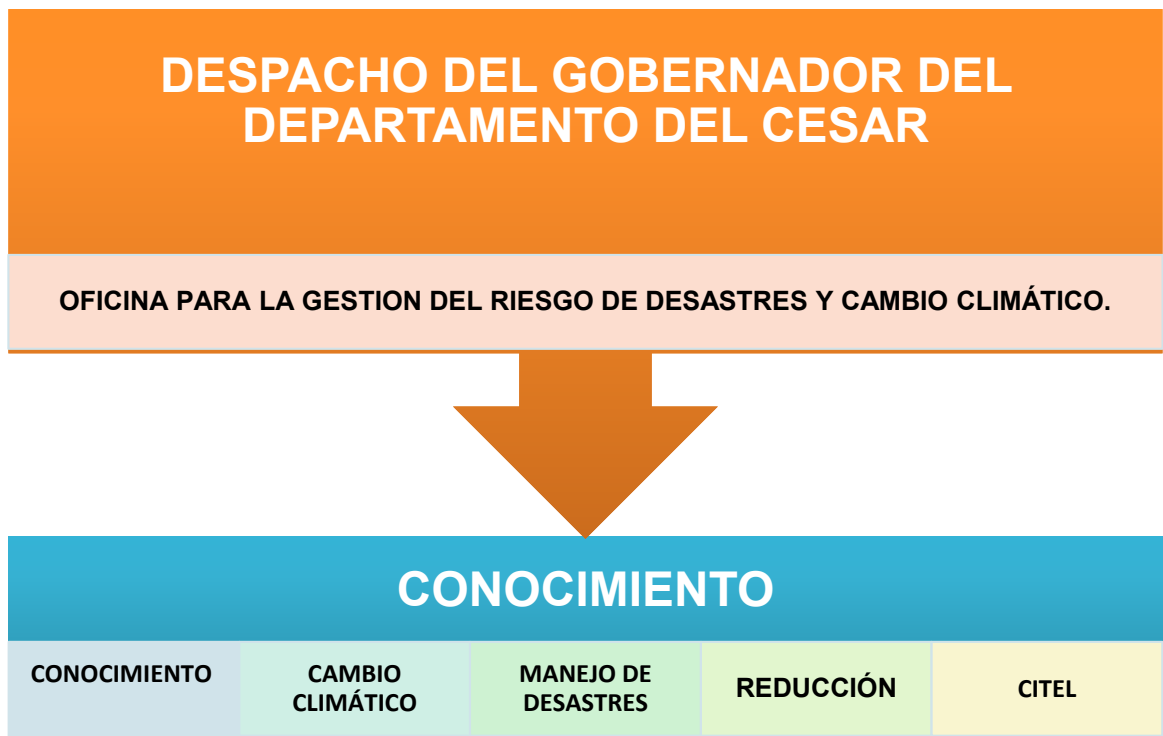 DESPACHO DEL GOBERNADOR DEL
DEPARTAMENTO DEL CESAR
OFICINA PARA LA GESTION DEL RIESGO DE DESASTRES Y CAMBIO CLIMÁTICO.
CONOCIMIENTO
CONOCIMIENTO
CAMBIO
CLIMÁTICO
MANEJO DE
DESASTRES
REDUCCIÓN
CITEL